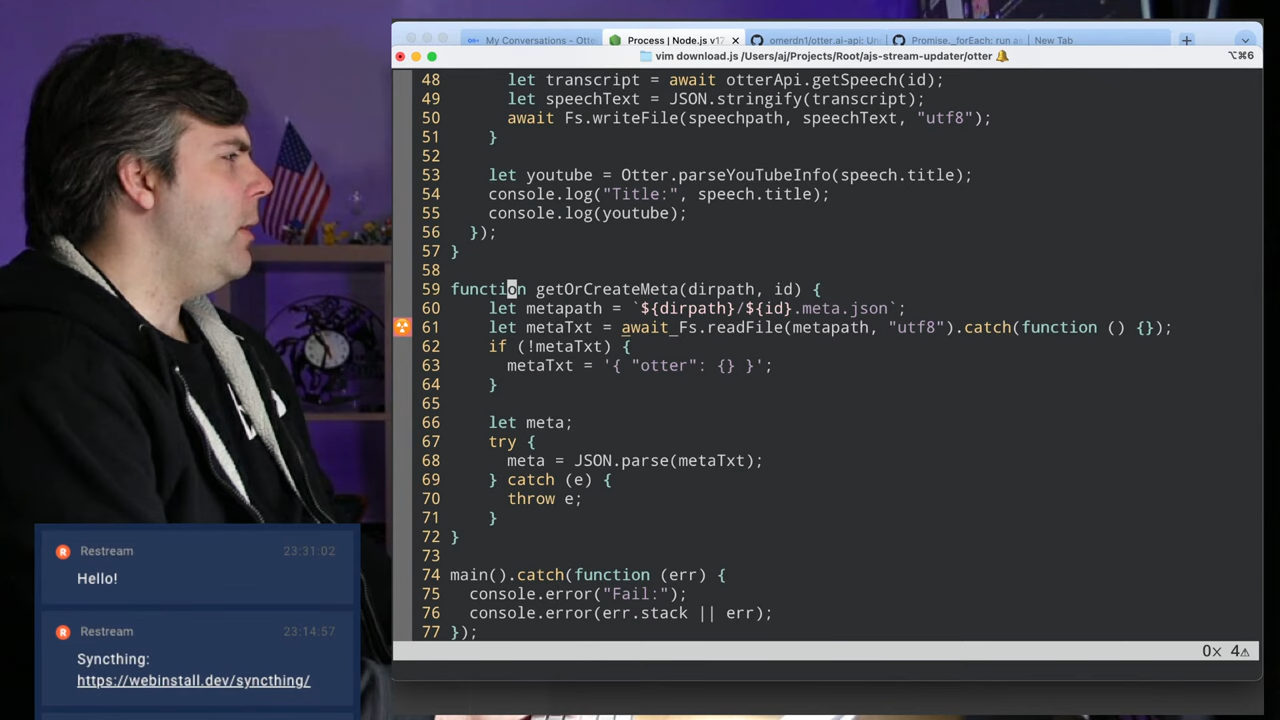 My Conversations - Otte
Process | Node.js v17
omerdn1/otter.ai-api: Un
Promise._forEach: run as
New Tab
vim download.js /Users/aj/Projects/Root/ajs-stream-updater/otter
⌥⌘6
48 let transcript = await otterApi.getSpeech(id);
49 let speechText = JSON.stringify(transcript);
50 await Fs.writeFile(speechpath, speechText, "utf8");
51 }
52
53 let youtube = Otter.parseYouTubeInfo(speech.title);
54 console.log("Title:", speech.title);
55 console.log(youtube);
56 });
57 }
58
59 function getOrCreateMeta(dirpath, id) {
60 let metapath = `${dirpath}/${id}.meta.json`;
61 let metaTxt = await Fs.readFile(metapath, "utf8").catch(function () {});
62 if (!metaTxt) {
63 metaTxt = '{ "otter": {} }';
64 }
65
66 let meta;
67 try {
68 meta = JSON.parse(metaTxt);
69 } catch (e) {
70 throw e;
71 }
72 }
73
74 main().catch(function (err) {
75 console.error("Fail:");
76 console.error(err.stack || err);
77 });
0× 4⚠
R Restream 23:31:02
Hello!
R Restream 23:14:57
Syncthing:
https://webinstall.dev/syncthing/